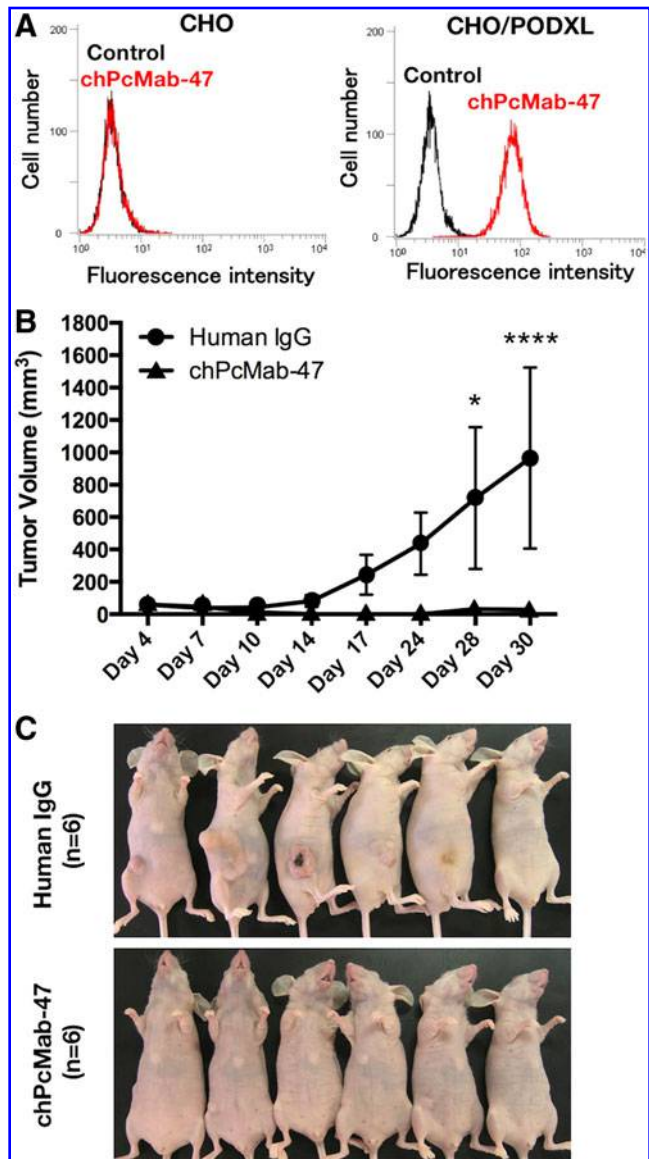 A
CHO
Control
chPcMab-47
Cell number
200
100
0
10⁰ 10¹ 10² 10³ 10⁴
Fluorescence intensity
CHO/PODXL
Control
chPcMab-47
Cell number
200
100
0
10⁰ 10¹ 10² 10³ 10⁴
Fluorescence intensity
B
Tumor Volume (mm³)
1800
1600
1400
1200
1000
800
600
400
200
0
Human IgG
chPcMab-47
*
****
Day 4
Day 7
Day 10
Day 14
Day 17
Day 24
Day 28
Day 30
C
Human IgG
(n=6)
chPcMab-47
(n=6)